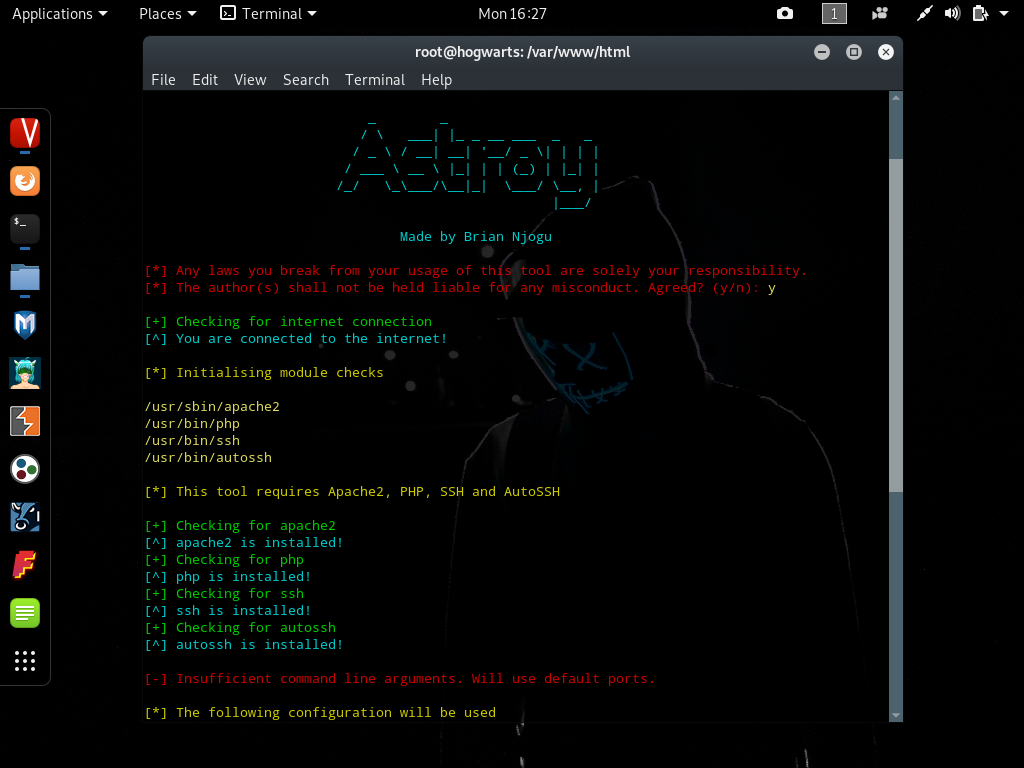 Applications Places Terminal Mon 16:27 1
root@hogwarts: /var/www/html
File Edit View Search Terminal Help
Astroy
Made by Brian Njogu
[*] Any laws you break from your usage of this tool are solely your responsibility.
[*] The author(s) shall not be held liable for any misconduct. Agreed? (y/n): y
[+] Checking for internet connection
[^] You are connected to the internet!
[*] Initialising module checks
/usr/sbin/apache2
/usr/bin/php
/usr/bin/ssh
/usr/bin/autossh
[*] This tool requires Apache2, PHP, SSH and AutoSSH
[+] Checking for apache2
[^] apache2 is installed!
[+] Checking for php
[^] php is installed!
[+] Checking for ssh
[^] ssh is installed!
[+] Checking for autossh
[^] autossh is installed!
[-] Insufficient command line arguments. Will use default ports.
[*] The following configuration will be used